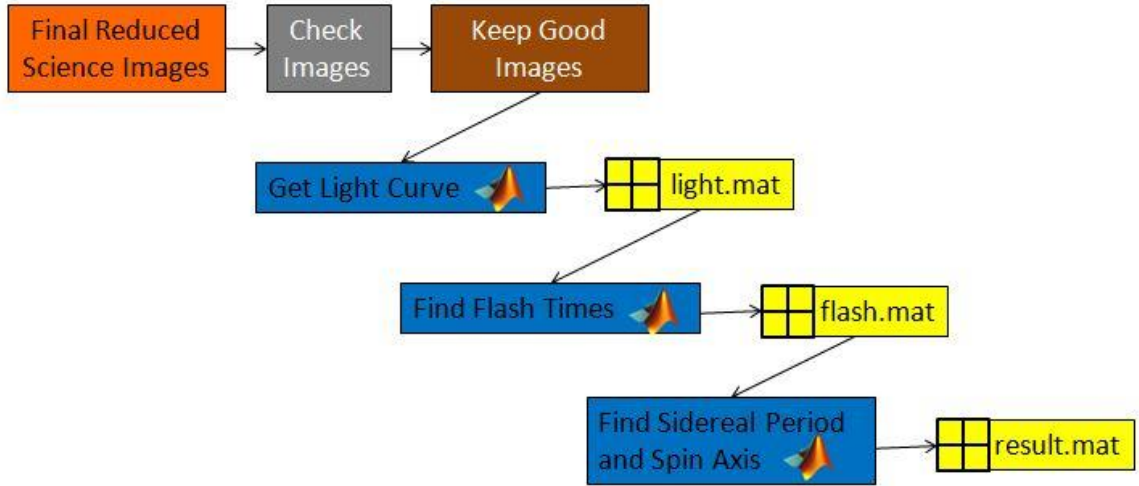 Final Reduced
Science Images
Check
Images
Keep Good
Images
Get Light Curve
light.mat
Find Flash Times
flash.mat
Find Sidereal Period
and Spin Axis
result.mat